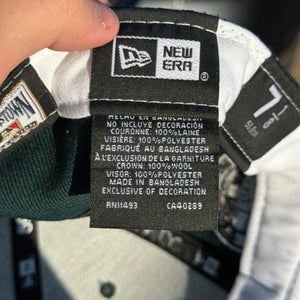 NEW
ERA
®
HECHO EN BANGLADESH
NO INCLUYE DECORACIÓN
COURONNE: 100%LAINE
VISIÈRE: 100%POLYESTER
FABRIQUÉ AU BANGLADESH
À L'EXCLUSION DE LA GARNITURE
CROWN: 100%WOOL
VISOR: 100%POLYESTER
MADE IN BANGLADESH
EXCLUSIVE OF DECORATION
RN11493 CA40289
7